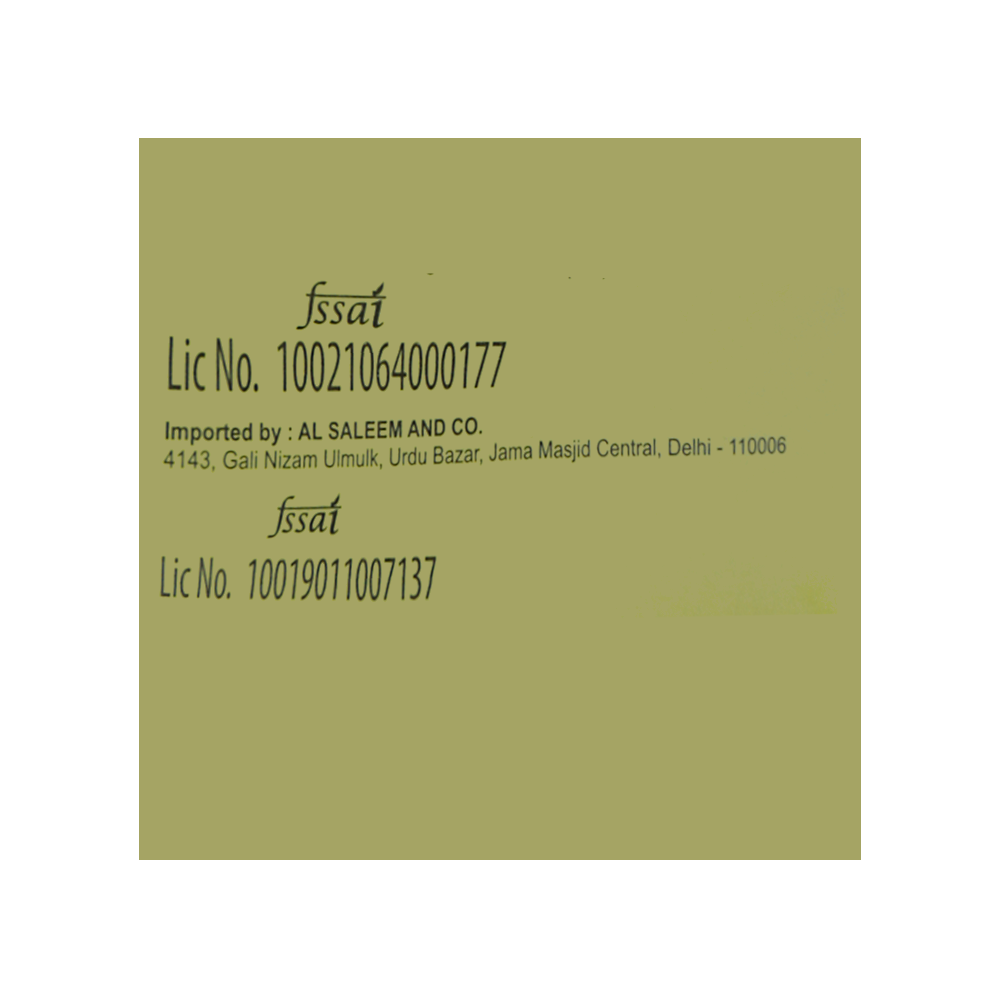 fssai
Lic No. 10021064000177
Imported by : AL SALEEM AND CO.
4143, Gali Nizam Ulmulk, Urdu Bazar, Jama Masjid Central, Delhi - 110006
fssai
Lic No. 10019011007137